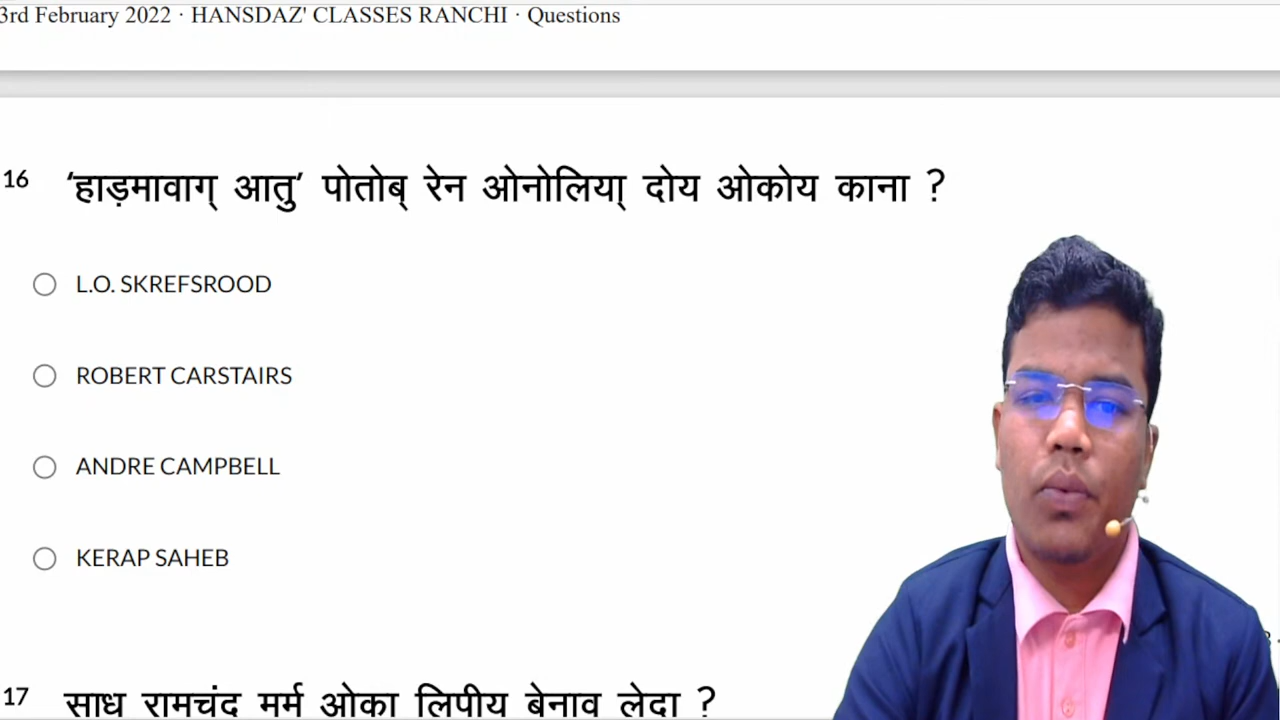 3rd February 2022 · HANSDAZ' CLASSES RANCHI · Questions
16 ‘हाड़मावाग् आतु’ पोतोब् रेन ओनोलिया् दोय ओकोय काना ?
L.O. SKREFSROOD
ROBERT CARSTAIRS
ANDRE CAMPBELL
KERAP SAHEB
17 साध रामचंद मर्म ओका लिपीय बेनाव लेदा ?